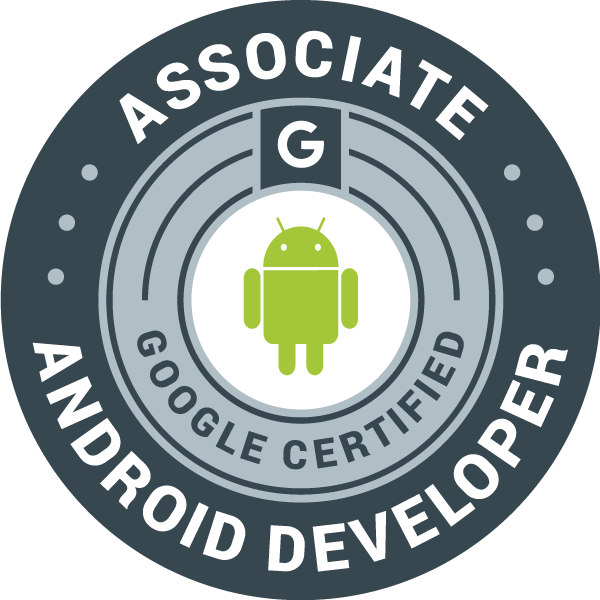 ASSOCIATE
G
GOOGLE CERTIFIED
ANDROID DEVELOPER